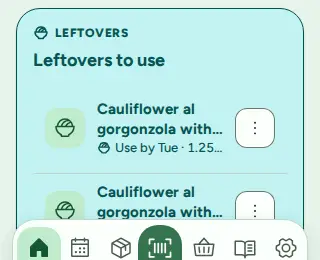 LEFTOVERS
Leftovers to use
Cauliflower al
gorgonzola with…
Use by Tue · 1.25…
Cauliflower al
gorgonzola with…